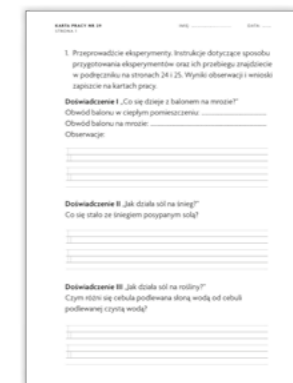 KARTA PRACY NR 29 IMIĘ DATA
STRONA 1
1. Przeprowadźcie eksperymenty. Instrukcje dotyczące sposobu
przygotowania eksperymentów oraz ich przebiegu znajdziecie
w podręczniku na stronach 24 i 25. Wyniki obserwacji i wnioski
zapiszcie na kartach pracy.
Doświadczenie I „Co się dzieje z balonem na mrozie?”
Obwód balonu w ciepłym pomieszczeniu:
Obwód balonu na mrozie:
Obserwacje:
Doświadczenie II „Jak działa sól na śnieg?”
Co się stało ze śniegiem posypanym solą?
Doświadczenie III „Jak działa sól na rośliny?”
Czym różni się cebula podlewana słoną wodą od cebuli
podlewanej czystą wodą?